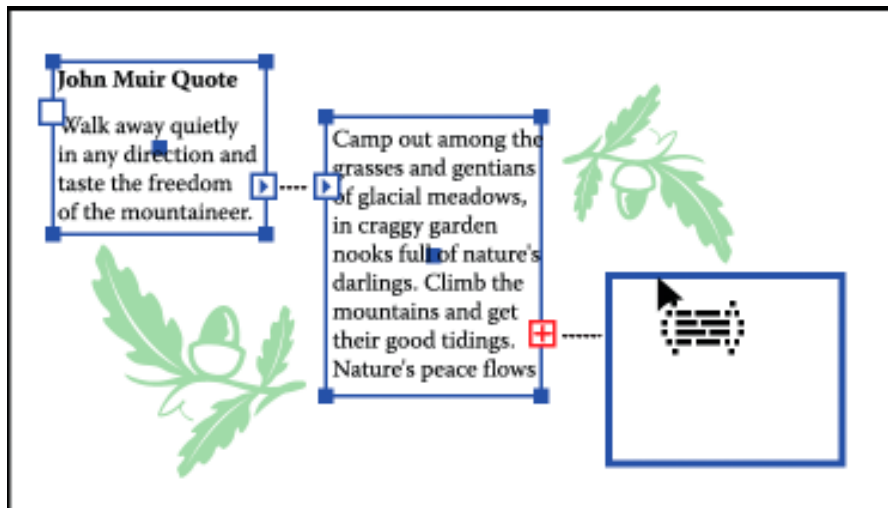 John Muir Quote
Walk away quietly
in any direction and
taste the freedom
of the mountaineer.
Camp out among the
grasses and gentians
of glacial meadows,
in craggy garden
nooks full of nature's
darlings. Climb the
mountains and get
their good tidings.
Nature's peace flows